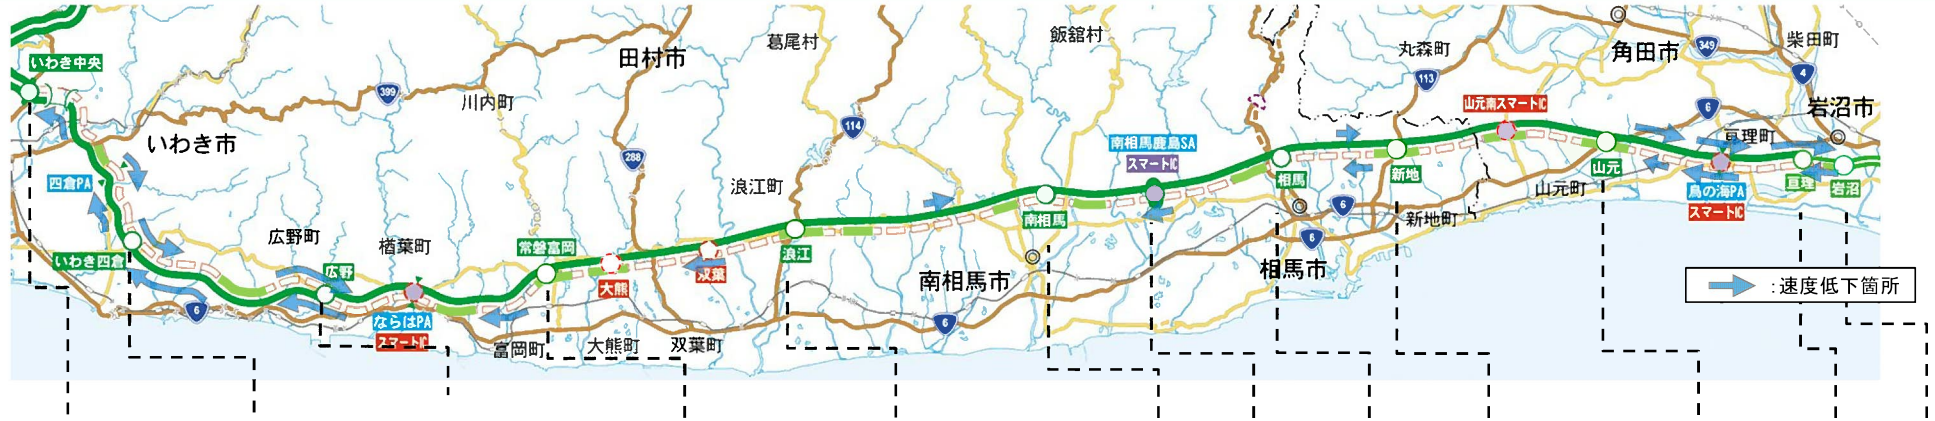 いわき中央
399
川内町
田村市
葛尾村
飯舘村
丸森町
角田市
349
柴田町
4
113
いわき市
114
288
南相馬鹿島SA
スマートIC
山元南スマートIC
6
岩沼市
亘理町
四倉PA
浪江町
相馬
新地
山元
鳥の海PA
スマートIC
亘理
岩沼
山元町
6
新地町
6
いわき四倉
広野町
楢葉町
広野
常磐富岡
大熊
双葉
浪江
南相馬
南相馬市
相馬市
:速度低下箇所
6
ならはPA
スマートIC
富岡町
大熊町
双葉町
6